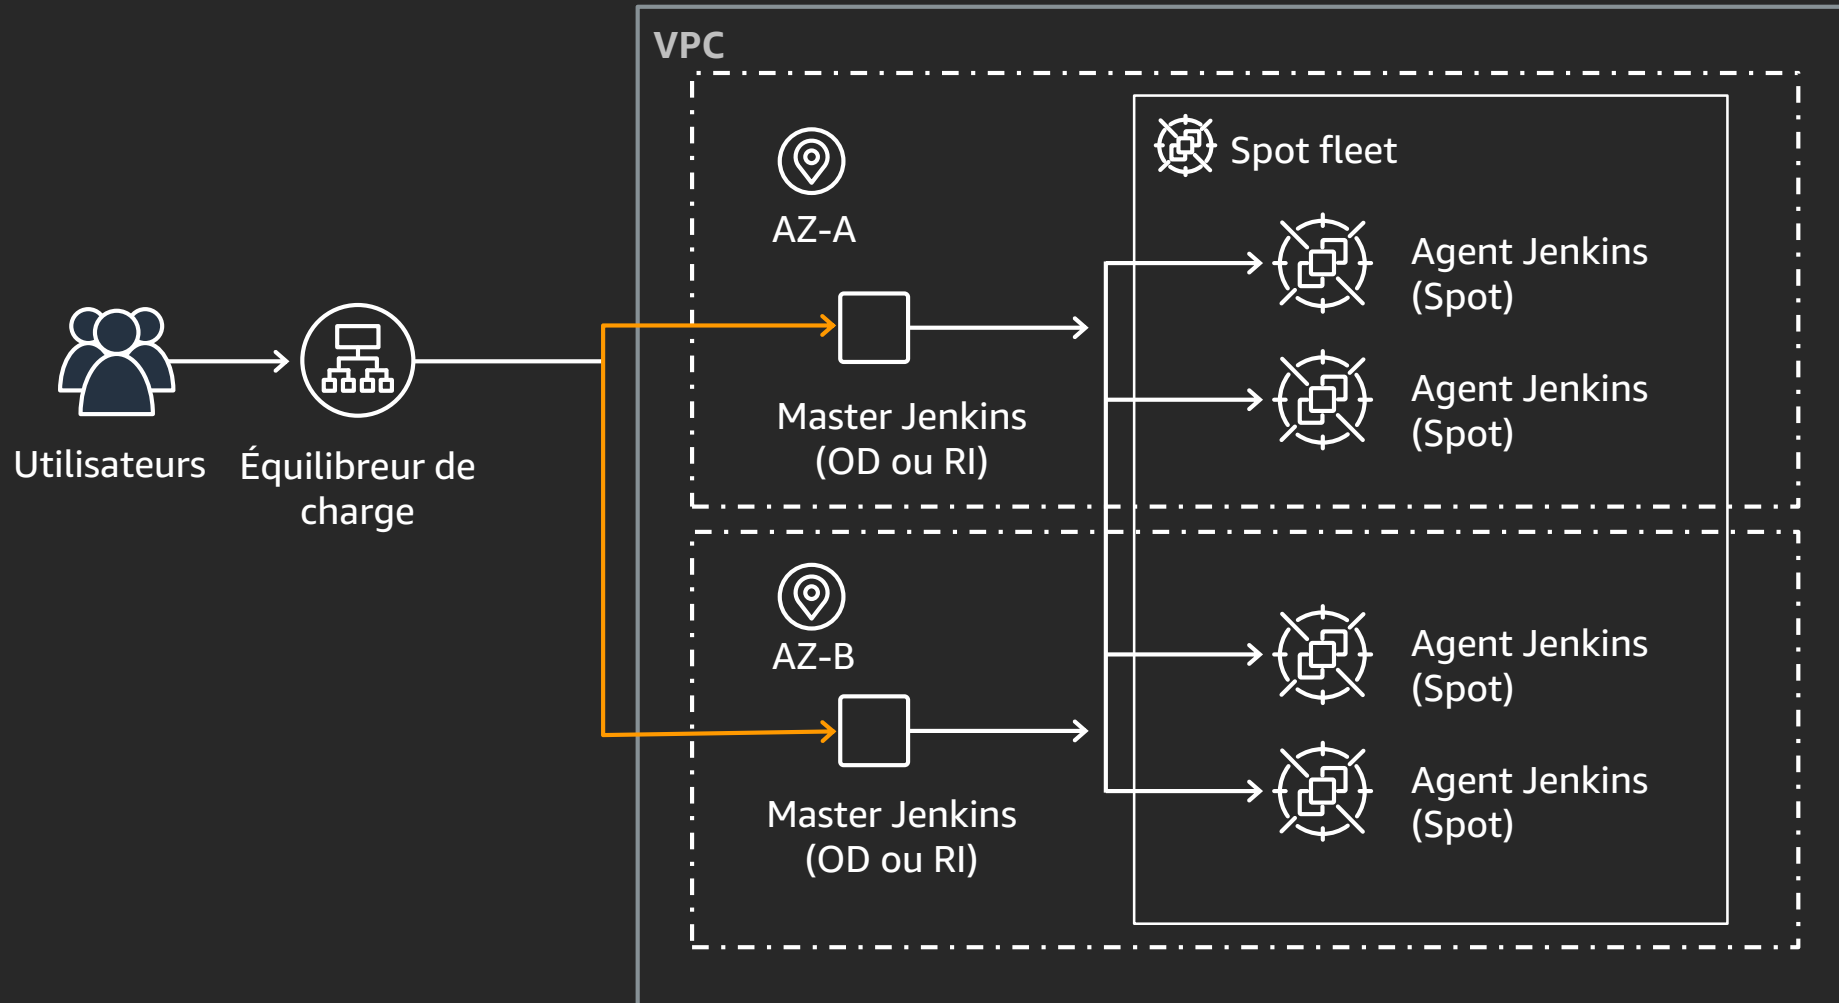 VPC
Spot fleet
AZ-A
Agent Jenkins
(Spot)
Agent Jenkins
(Spot)
Master Jenkins
(OD ou RI)
Utilisateurs
Équilibreur de
charge
AZ-B
Agent Jenkins
(Spot)
Agent Jenkins
(Spot)
Master Jenkins
(OD ou RI)